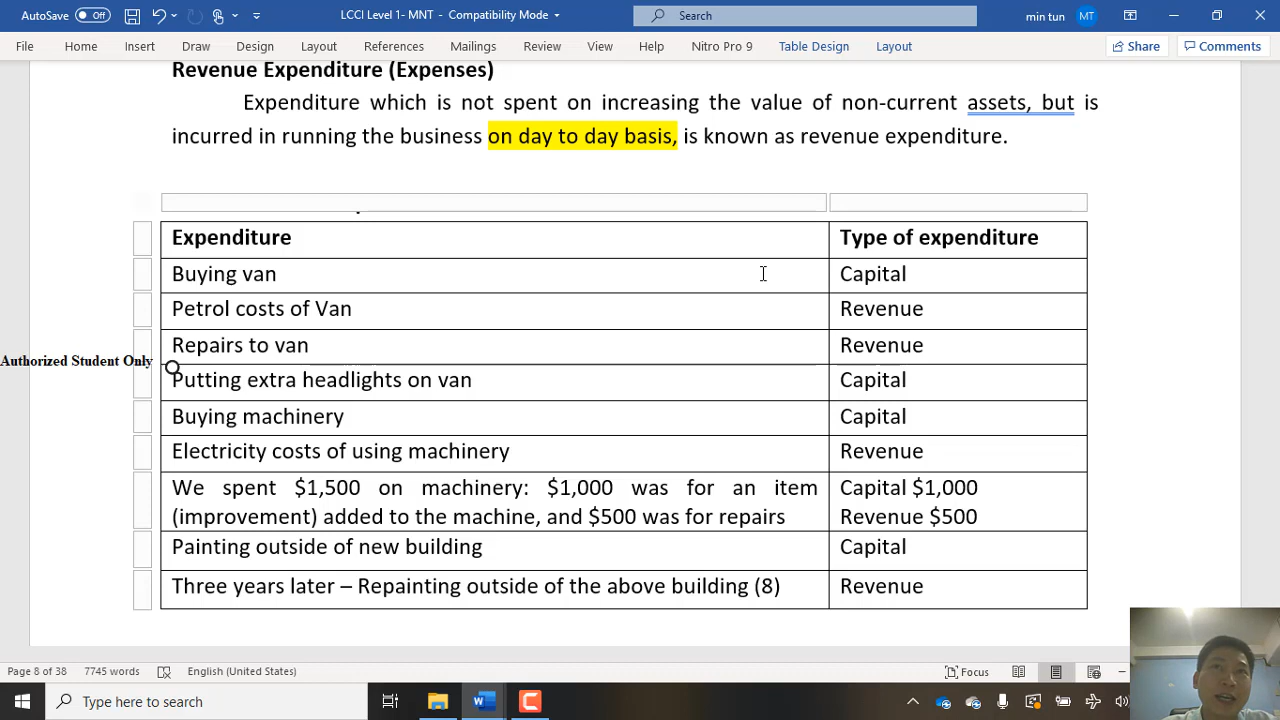 AutoSave Off LCCI Level 1- MNT - Compatibility Mode Search min tun MT
File Home Insert Draw Design Layout References Mailings Review View Help Nitro Pro 9 Table Design Layout Share Comments
Revenue Expenditure (Expenses)
Expenditure which is not spent on increasing the value of non-current assets, but is
incurred in running the business on day to day basis, is known as revenue expenditure.
Expenditure Type of expenditure
Buying van Capital
Petrol costs of Van Revenue
Repairs to van Revenue
Authorized Student Only
Putting extra headlights on van Capital
Buying machinery Capital
Electricity costs of using machinery Revenue
We spent $1,500 on machinery: $1,000 was for an item Capital $1,000
(improvement) added to the machine, and $500 was for repairs Revenue $500
Painting outside of new building Capital
Three years later – Repainting outside of the above building (8) Revenue
Page 8 of 38 7745 words English (United States) Focus
Type here to search